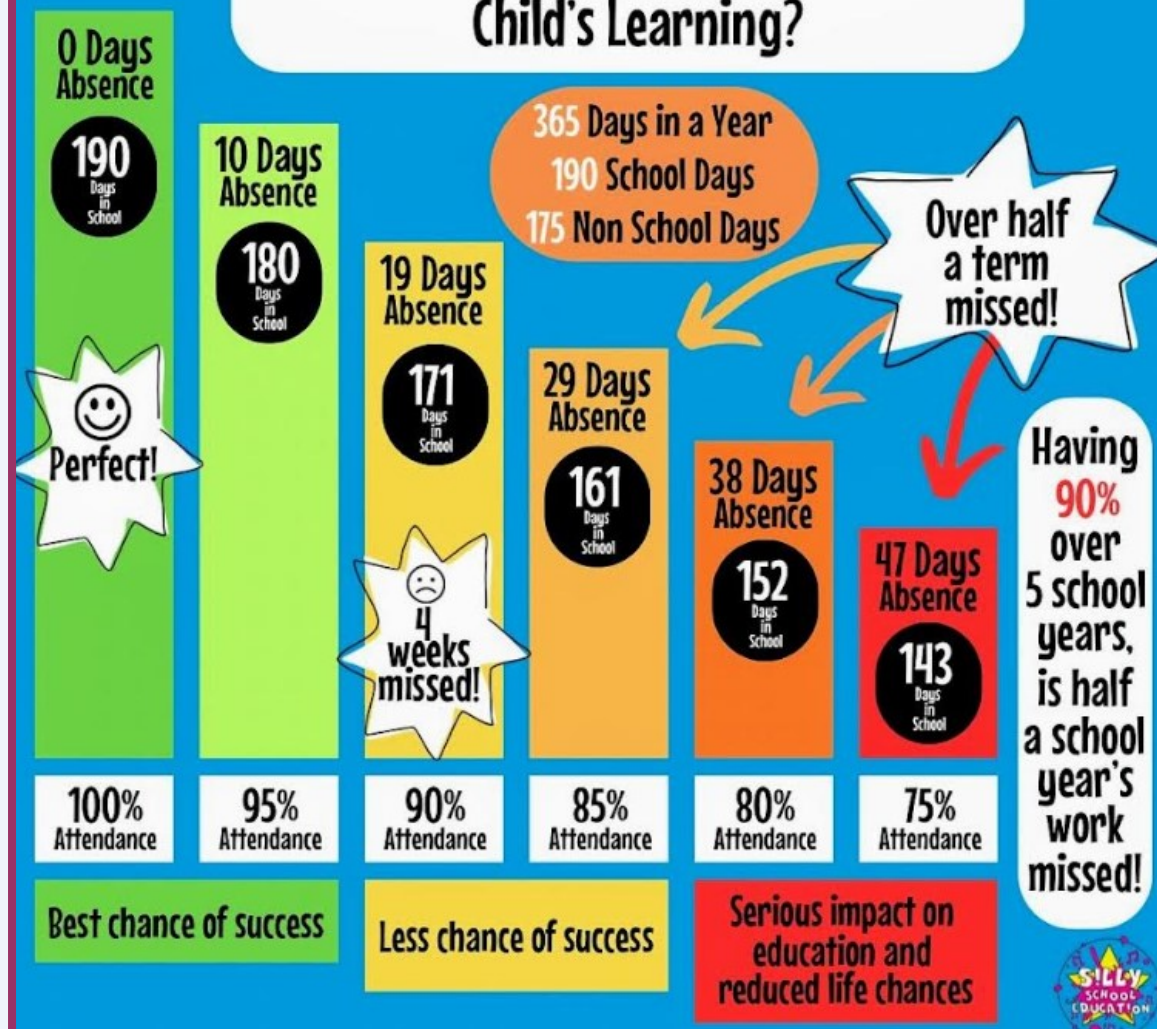 Child's Learning?
0 Days
Absence
190
Days
in
School
Perfect!
10 Days
Absence
180
Days
in
School
365 Days in a Year
190 School Days
175 Non School Days
Over half
a term
missed!
19 Days
Absence
171
Days
in
School
4
weeks
missed!
29 Days
Absence
161
Days
in
School
38 Days
Absence
152
Days
in
School
47 Days
Absence
143
Days
in
School
Having
90%
over
5 school
years,
is half
a school
year's
work
missed!
100%
Attendance
95%
Attendance
90%
Attendance
85%
Attendance
80%
Attendance
75%
Attendance
Best chance of success
Less chance of success
Serious impact on
education and
reduced life chances
SILLY
SCHOOL
EDUCATION